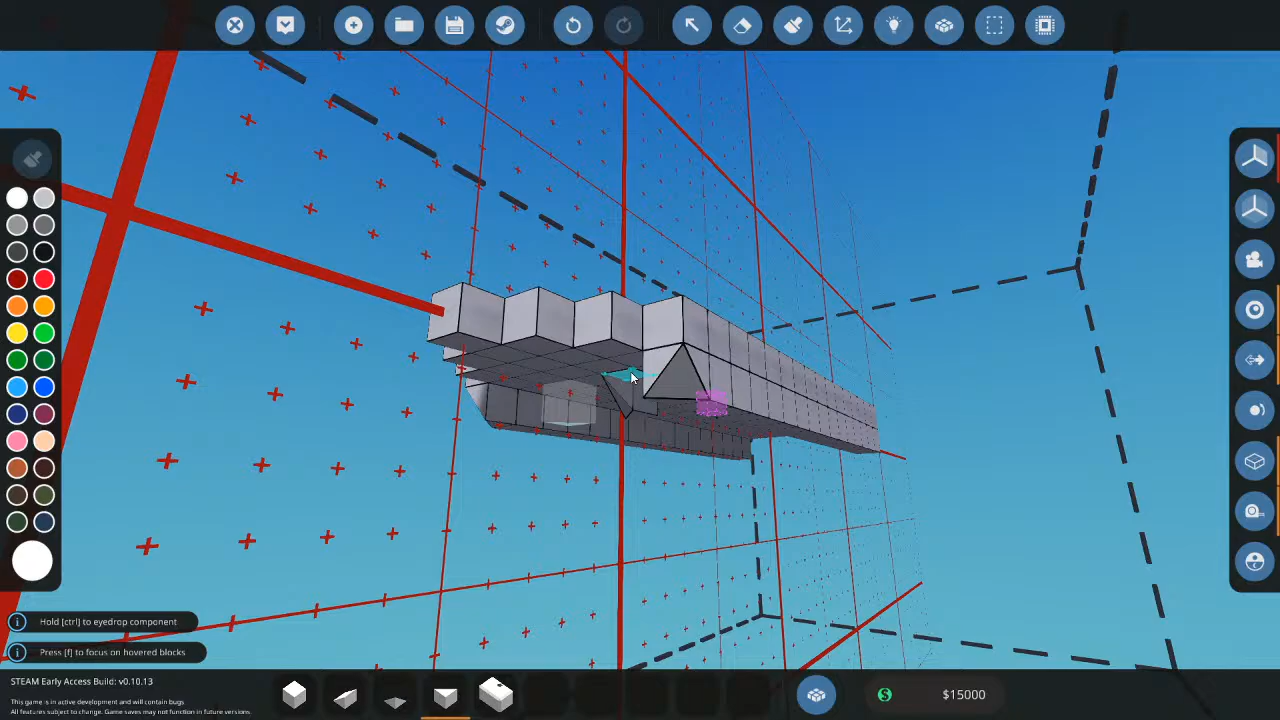 Hold [ctrl] to eyedrop component
Press [f] to focus on hovered blocks
STEAM Early Access Build: v0.10.13
This game is in active development and will contain bugs
All features subject to change. Game saves may not function in future versions.
$
$15000